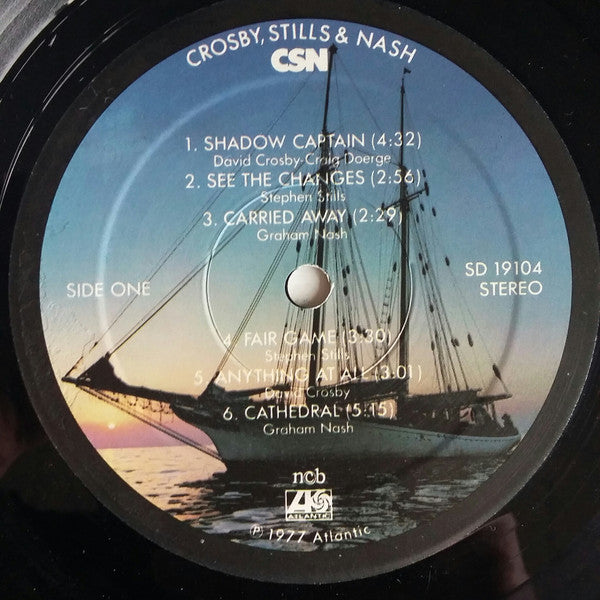 CROSBY, STILLS & NASH
CSN
1. SHADOW CAPTAIN (4:32)
David Crosby-Craig Doerge
2. SEE THE CHANGES (2:56)
Stephen Stills
3. CARRIED AWAY (2:29)
Graham Nash
SIDE ONE
SD 19104
STEREO
4. FAIR GAME (3:30)
Stephen Stills
5. ANYTHING AT ALL (3:01)
David Crosby
6. CATHEDRAL (5:15)
Graham Nash
ncb
ATLANTIC
℗ 1977 Atlantic